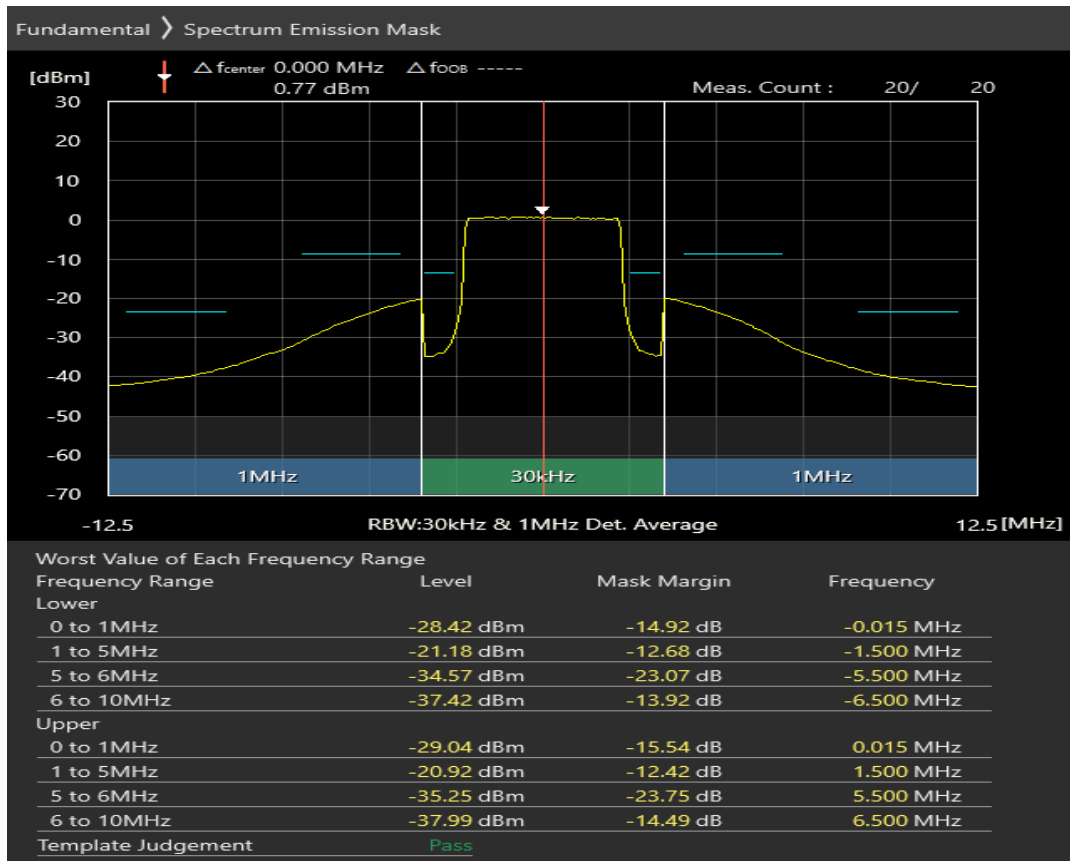 Fundamental ❯ Spectrum Emission Mask
[dBm] △ fcenter 0.000 MHz △ fOOB -----
0.77 dBm Meas. Count : 20/ 20
30
20
10
0
-10
-20
-30
-40
-50
-60
1MHz 30kHz 1MHz
-70
-12.5 RBW:30kHz & 1MHz Det. Average 12.5 [MHz]
Worst Value of Each Frequency Range
Frequency Range Level Mask Margin Frequency
Lower
0 to 1MHz -28.42 dBm -14.92 dB -0.015 MHz
1 to 5MHz -21.18 dBm -12.68 dB -1.500 MHz
5 to 6MHz -34.57 dBm -23.07 dB -5.500 MHz
6 to 10MHz -37.42 dBm -13.92 dB -6.500 MHz
Upper
0 to 1MHz -29.04 dBm -15.54 dB 0.015 MHz
1 to 5MHz -20.92 dBm -12.42 dB 1.500 MHz
5 to 6MHz -35.25 dBm -23.75 dB 5.500 MHz
6 to 10MHz -37.99 dBm -14.49 dB 6.500 MHz
Template Judgement Pass